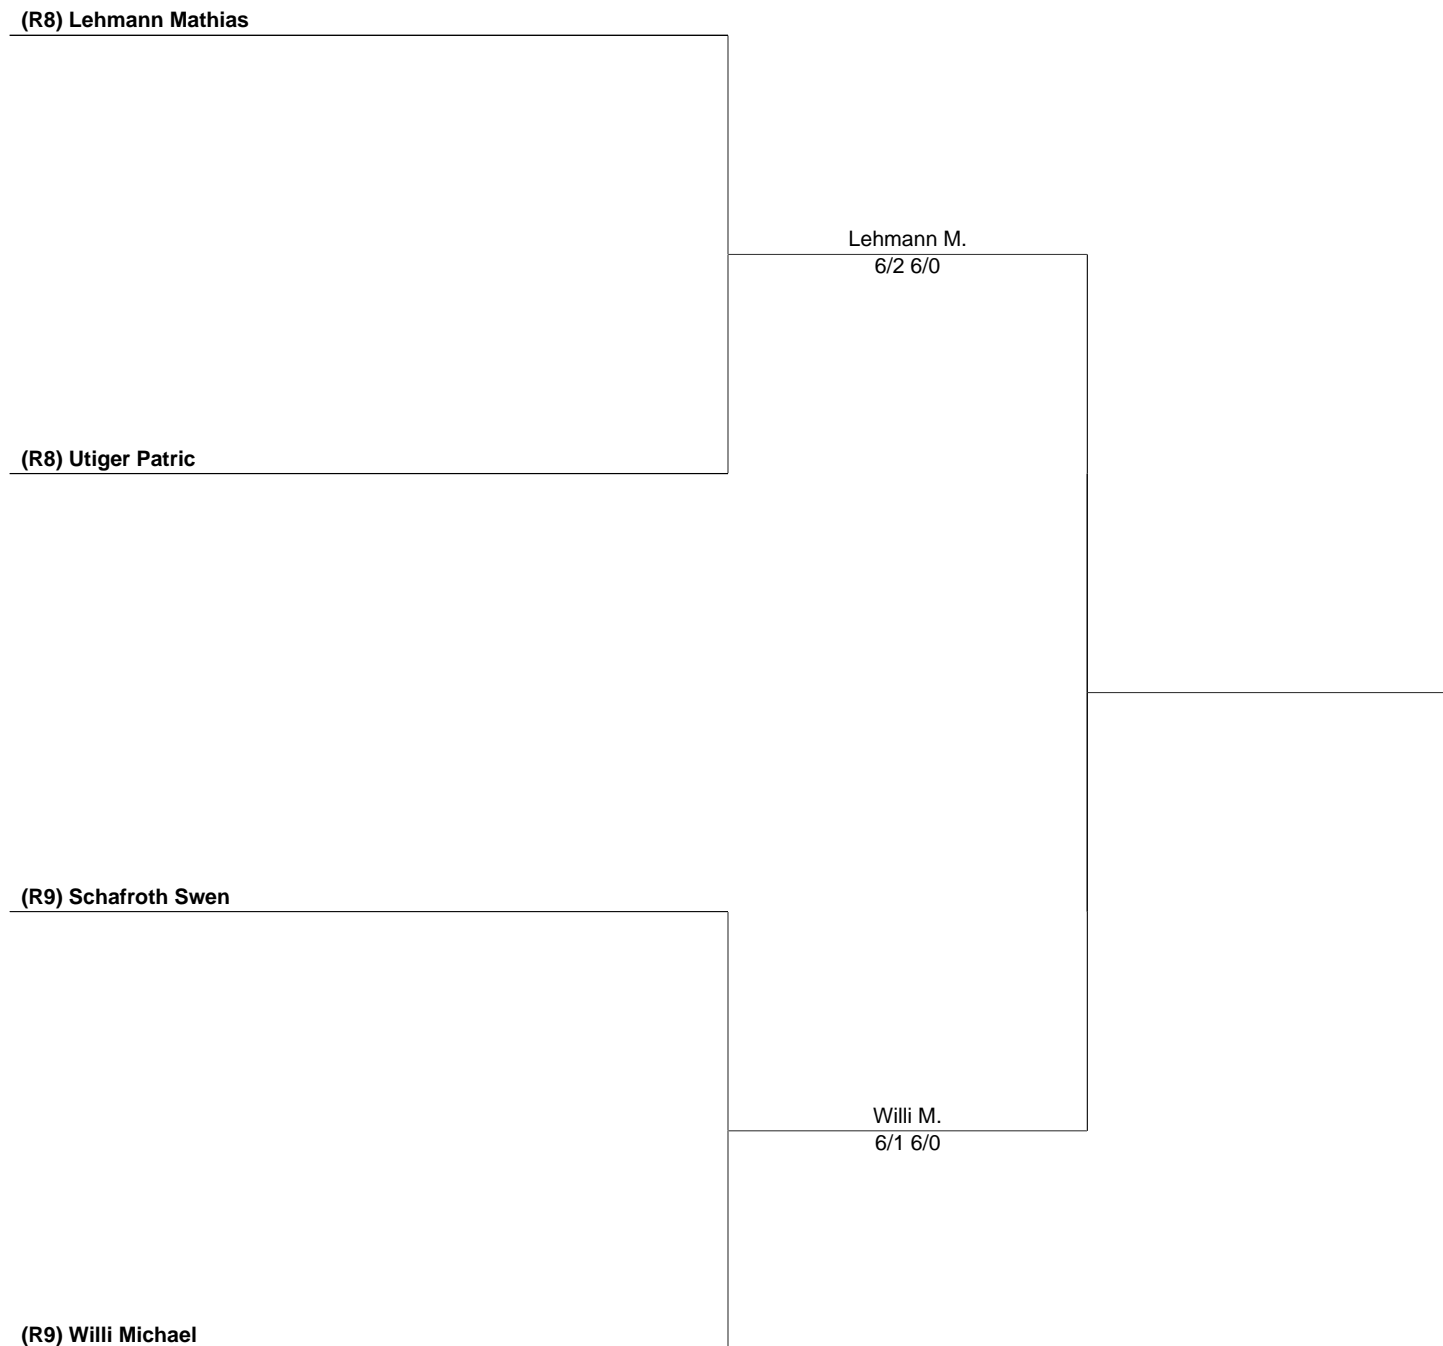 (R8) Lehmann Mathias
Lehmann M.
6/2 6/0
(R8) Utiger Patric
(R9) Schafroth Swen
Willi M.
6/1 6/0
(R9) Willi Michael